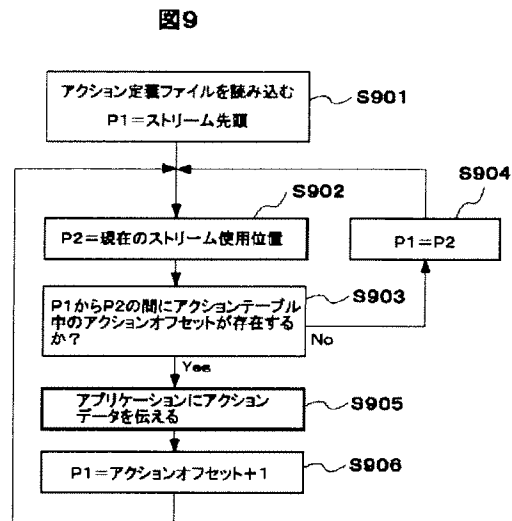 図9
アクション定義ファイルを読み込む
P1=ストリーム先頭
S901
S904
S902
P2=現在のストリーム使用位置
P1=P2
P1からP2の間にアクションテーブル
中のアクションオフセットが存在する
か?
S903
No
Yes
アプリケーションにアクション
データを伝える
S905
P1=アクションオフセット+1
S906